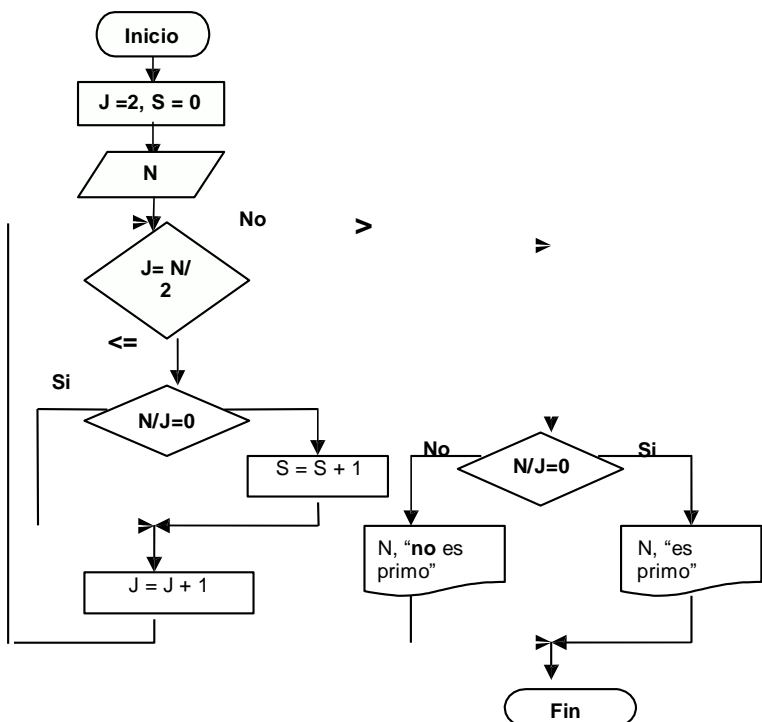 Inicio
J =2, S = 0
N
No
>
J= N/
2
<=
Si
N/J=0
S = S + 1
J = J + 1
No
N/J=0
Si
N, “no es
primo”
N, “es
primo”
Fin